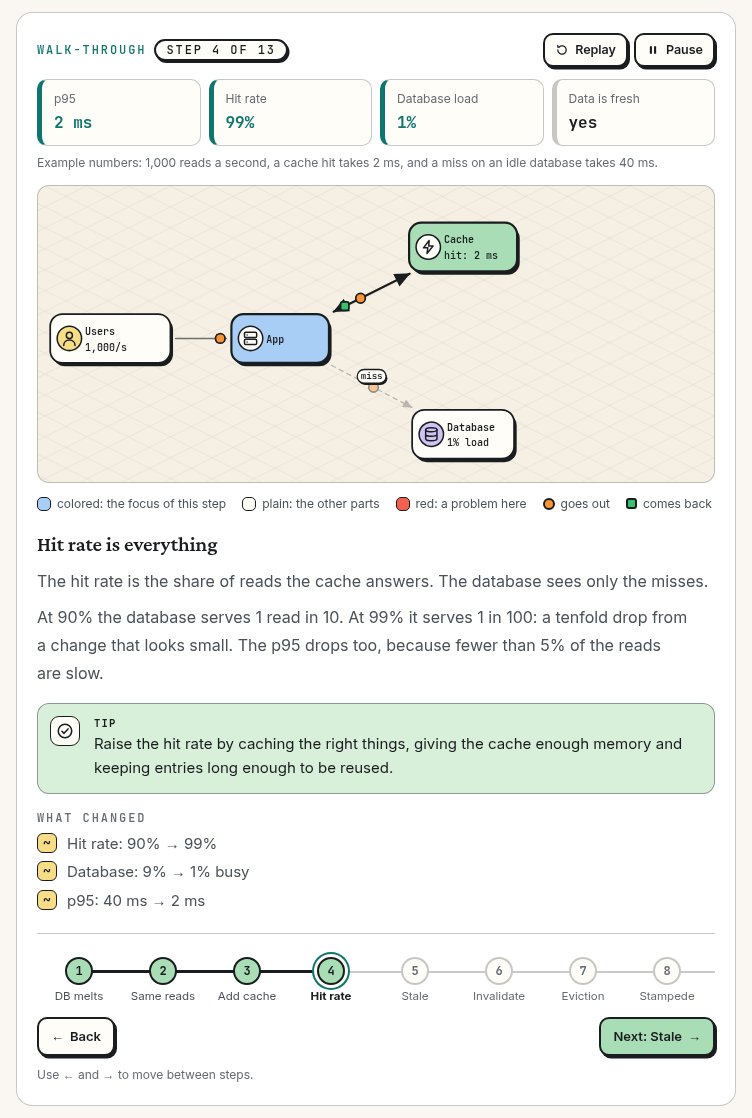 WALK-THROUGH STEP 4 OF 13 Replay Pause
p95 Hit rate Database load Data is fresh
2 ms 99% 1% yes
Example numbers: 1,000 reads a second, a cache hit takes 2 ms, and a miss on an idle database takes 40 ms.
Cache
hit: 2 ms
Users
1,000/s
App
miss
Database
1% load
colored: the focus of this step plain: the other parts red: a problem here goes out comes back
Hit rate is everything
The hit rate is the share of reads the cache answers. The database sees only the misses.
At 90% the database serves 1 read in 10. At 99% it serves 1 in 100: a tenfold drop from
a change that looks small. The p95 drops too, because fewer than 5% of the reads
are slow.
TIP
Raise the hit rate by caching the right things, giving the cache enough memory and
keeping entries long enough to be reused.
WHAT CHANGED
~ Hit rate: 90% → 99%
~ Database: 9% → 1% busy
~ p95: 40 ms → 2 ms
1 2 3 4 5 6 7 8
DB melts Same reads Add cache Hit rate Stale Invalidate Eviction Stampede
← Back Next: Stale →
Use ← and → to move between steps.